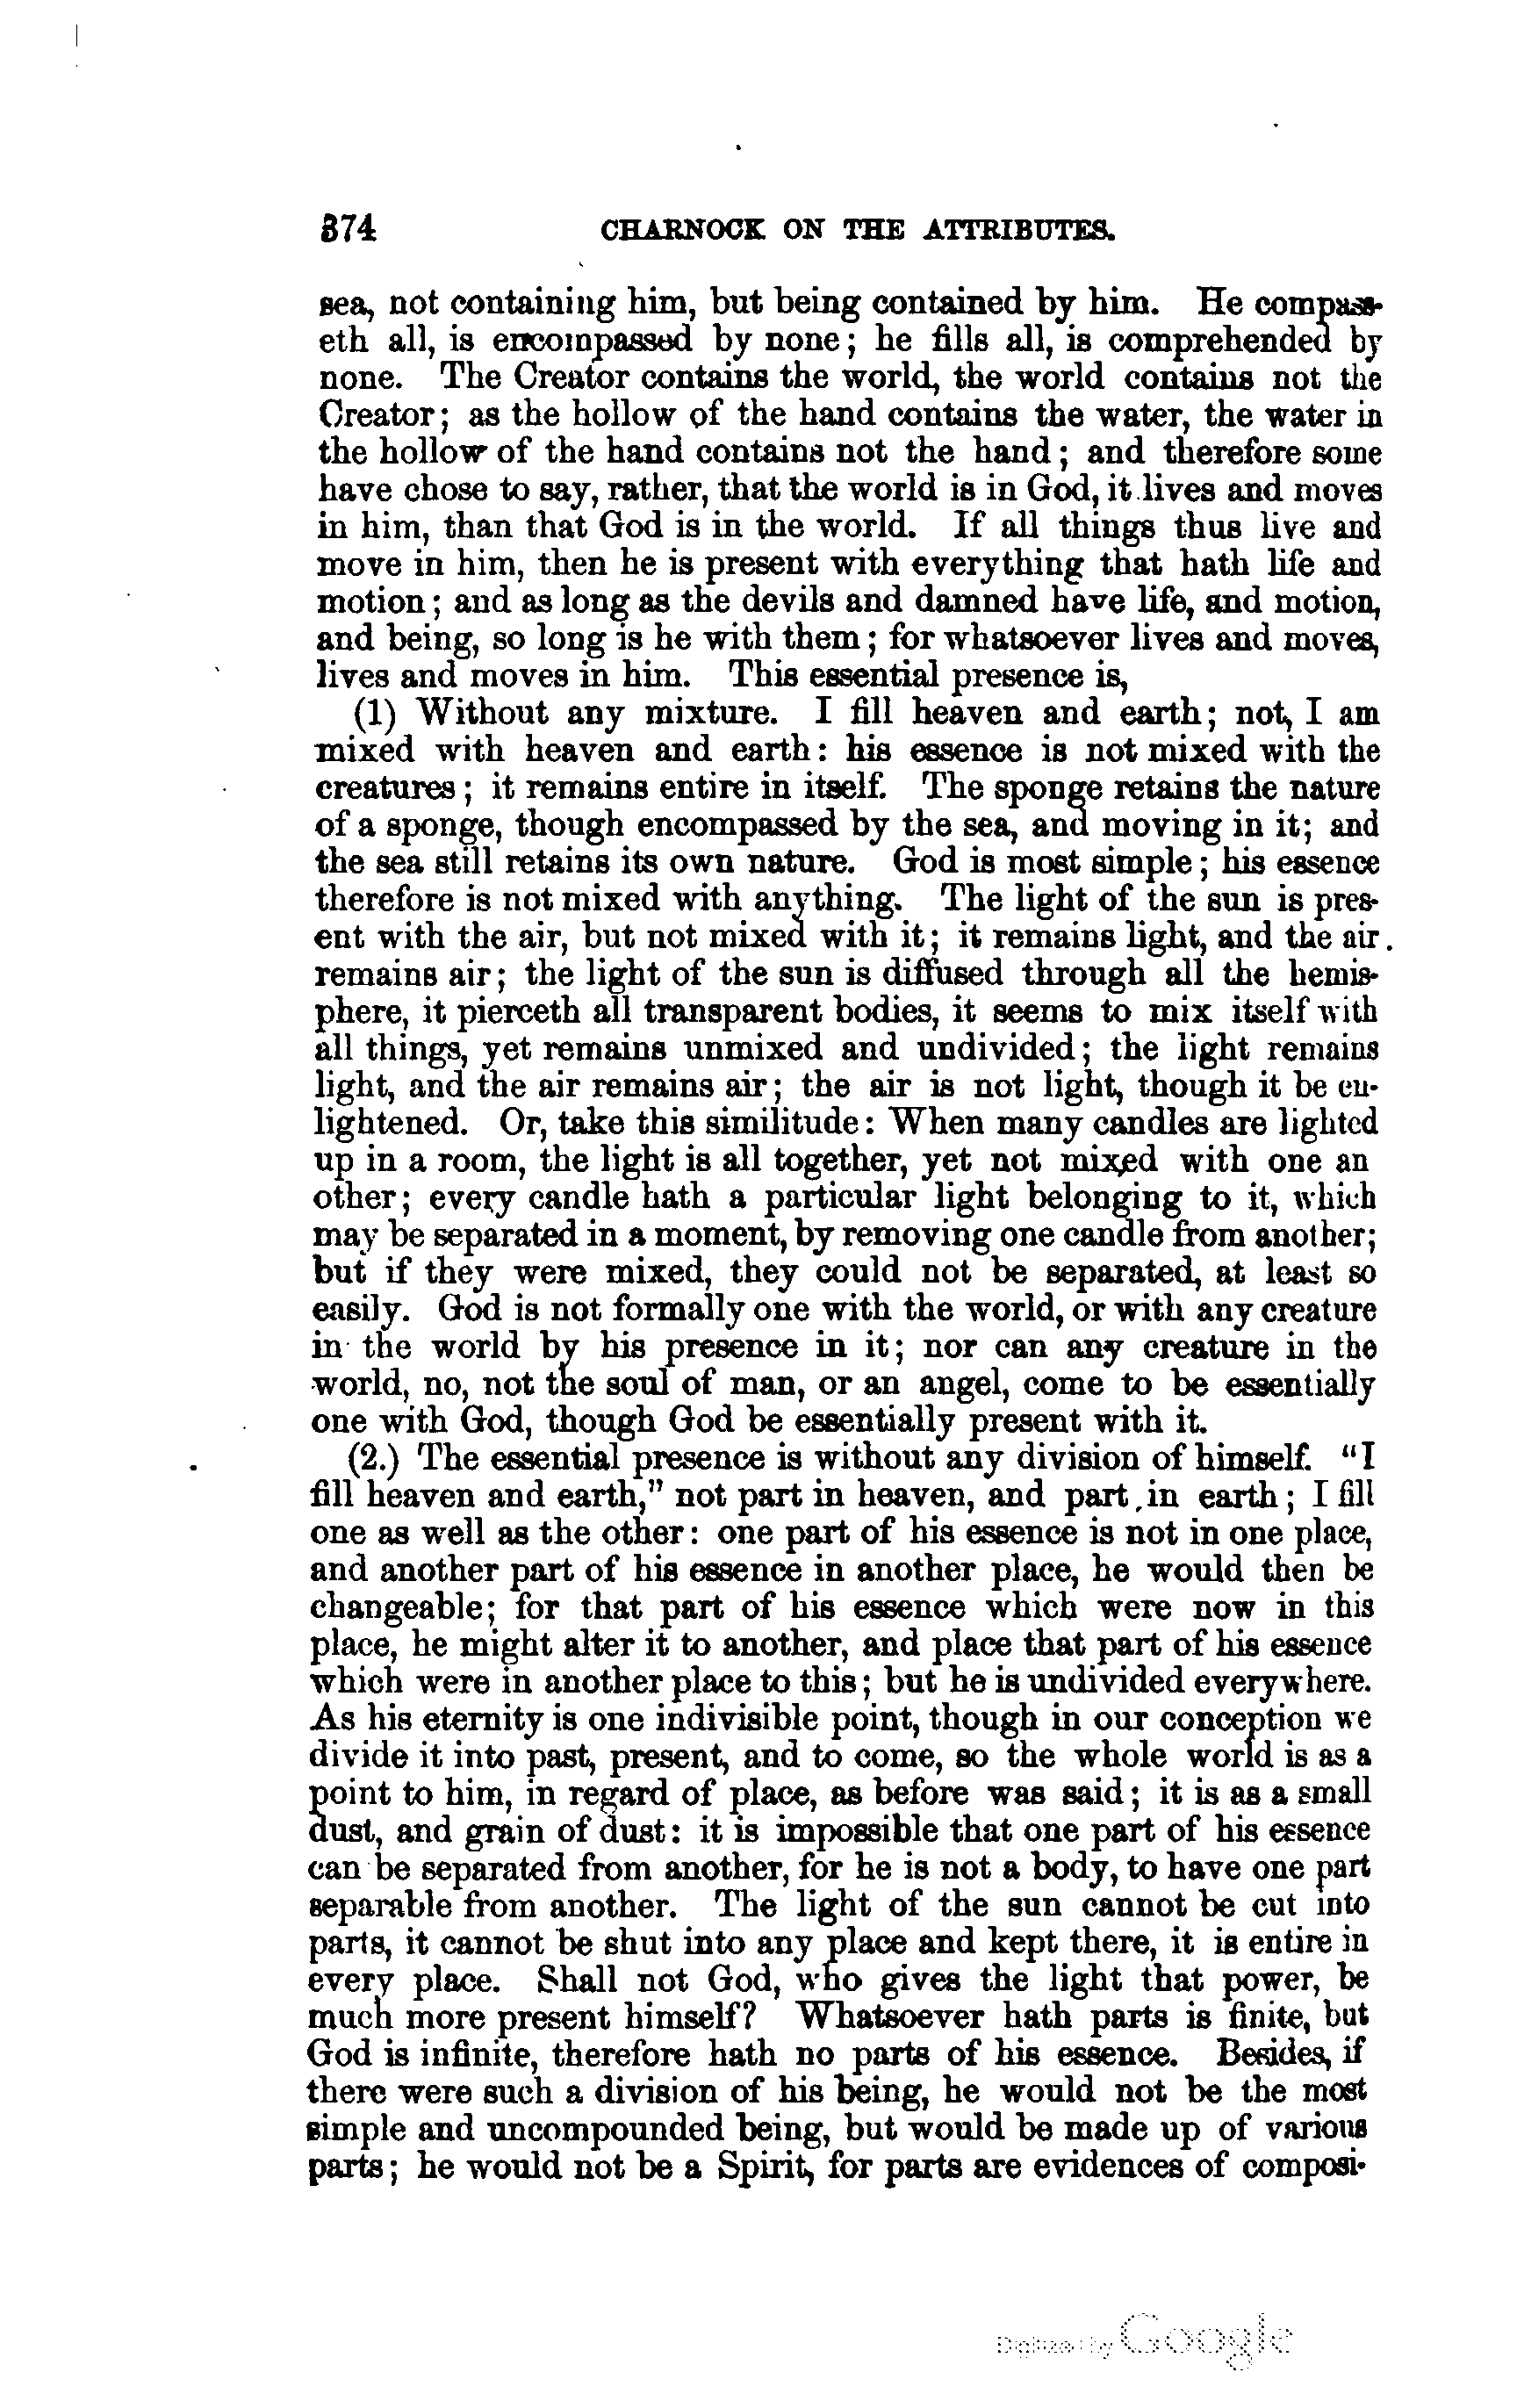 374 CHARNOCK ON THE ATTRIBUTES.
sea, not containing him, but being contained by him. He compass-
eth all, is encompassed by none; he fills all, is comprehended by
none. The Creator contains the world, the world contains not the
Creator; as the hollow of the hand contains the water, the water in
the hollow of the hand contains not the hand; and therefore some
have chose to say, rather, that the world is in God, it lives and moves
in him, than that God is in the world. If all things thus live and
move in him, then he is present with everything that hath life and
motion; and as long as the devils and damned have life, and motion,
and being, so long is he with them; for whatsoever lives and moves,
lives and moves in him. This essential presence is,
(1) Without any mixture. I fill heaven and earth; not, I am
mixed with heaven and earth: his essence is not mixed with the
creatures; it remains entire in itself. The sponge retains the nature
of a sponge, though encompassed by the sea, and moving in it; and
the sea still retains its own nature. God is most simple; his essence
therefore is not mixed with anything. The light of the sun is pres-
ent with the air, but not mixed with it; it remains light, and the air
remains air; the light of the sun is diffused through all the hemis-
phere, it pierceth all transparent bodies, it seems to mix itself with
all things, yet remains unmixed and undivided; the light remains
light, and the air remains air; the air is not light, though it be en-
lightened. Or, take this similitude: When many candles are lighted
up in a room, the light is all together, yet not mixed with one an
other; every candle hath a particular light belonging to it, which
may be separated in a moment, by removing one candle from another;
but if they were mixed, they could not be separated, at least so
easily. God is not formally one with the world, or with any creature
in the world by his presence in it; nor can any creature in the
world, no, not the soul of man, or an angel, come to be essentially
one with God, though God be essentially present with it.
(2.) The essential presence is without any division of himself. "I
fill heaven and earth," not part in heaven, and part in earth; I fill
one as well as the other: one part of his essence is not in one place,
and another part of his essence in another place, he would then be
changeable; for that part of his essence which were now in this
place, he might alter it to another, and place that part of his essence
which were in another place to this; but he is undivided everywhere.
As his eternity is one indivisible point, though in our conception we
divide it into past, present, and to come, so the whole world is as a
point to him, in regard of place, as before was said; it is as a small
dust, and grain of dust: it is impossible that one part of his essence
can be separated from another, for he is not a body, to have one part
separable from another. The light of the sun cannot be cut into
parts, it cannot be shut into any place and kept there, it is entire in
every place. Shall not God, who gives the light that power, be
much more present himself? Whatsoever hath parts is finite, but
God is infinite, therefore hath no parts of his essence. Besides, if
there were such a division of his being, he would not be the most
simple and uncompounded being, but would be made up of various
parts; he would not be a Spirit, for parts are evidences of composi-
Digitized by Google